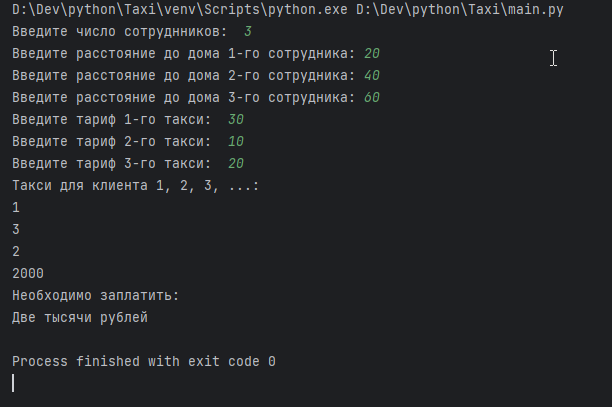 D:\Dev\python\Taxi\venv\Scripts\python.exe D:\Dev\python\Taxi\main.py
Введите число сотруднников:  3
Введите расстояние до дома 1-го сотрудника: 20
Введите расстояние до дома 2-го сотрудника: 40
Введите расстояние до дома 3-го сотрудника: 60
Введите тариф 1-го такси:  30
Введите тариф 2-го такси:  10
Введите тариф 3-го такси:  20
Такси для клиента 1, 2, 3, ...:
1
3
2
2000
Необходимо заплатить:
Две тысячи рублей
Process finished with exit code 0